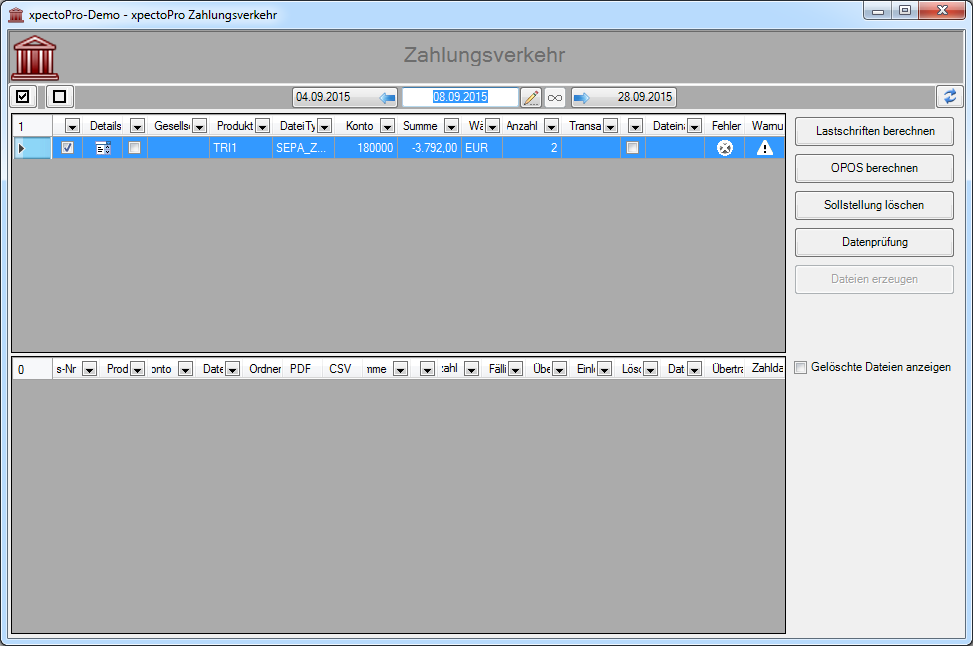 xpectoPro-Demo - xpectoPro Zahlungsverkehr
Zahlungsverkehr
04.09.2015 08.09.2015 28.09.2015
1 Details Gesells Produkt DateiTy Konto Summe Wä Anzahl Transa Datein Fehler Warnu
TRI1 SEPA_Z... 180000 -3.792,00 EUR 2
Lastschriften berechnen
OPOS berechnen
Sollstellung löschen
Datenprüfung
Dateien erzeugen
0 s-Nr Prod onto Date Ordner PDF CSV nme zahl Fälli Übe Einl Lösc Dat Übertra Zahlda
Gelöschte Dateien anzeigen